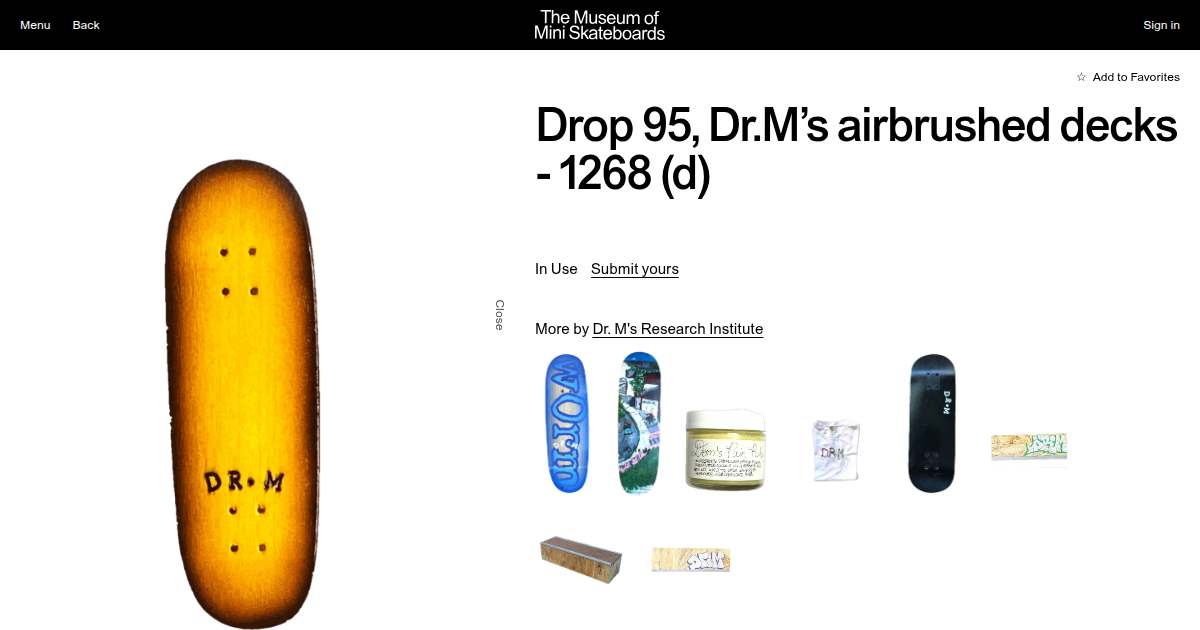 Menu
Back
The Museum of
Mini Skateboards
Sign in
☆ Add to Favorites
Drop 95, Dr.M’s airbrushed decks
- 1268 (d)
In Use
Submit yours
Close
More by Dr. M's Research Institute
DR•M
DR•M
DR•M